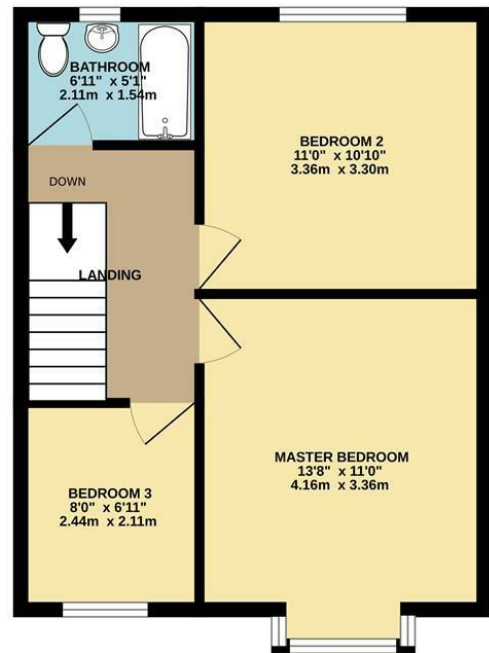 BATHROOM
6'11" x 5'1"
2.11m x 1.54m
BEDROOM 2
11'0" x 10'10"
3.36m x 3.30m
DOWN
LANDING
MASTER BEDROOM
13'8" x 11'0"
4.16m x 3.36m
BEDROOM 3
8'0" x 6'11"
2.44m x 2.11m